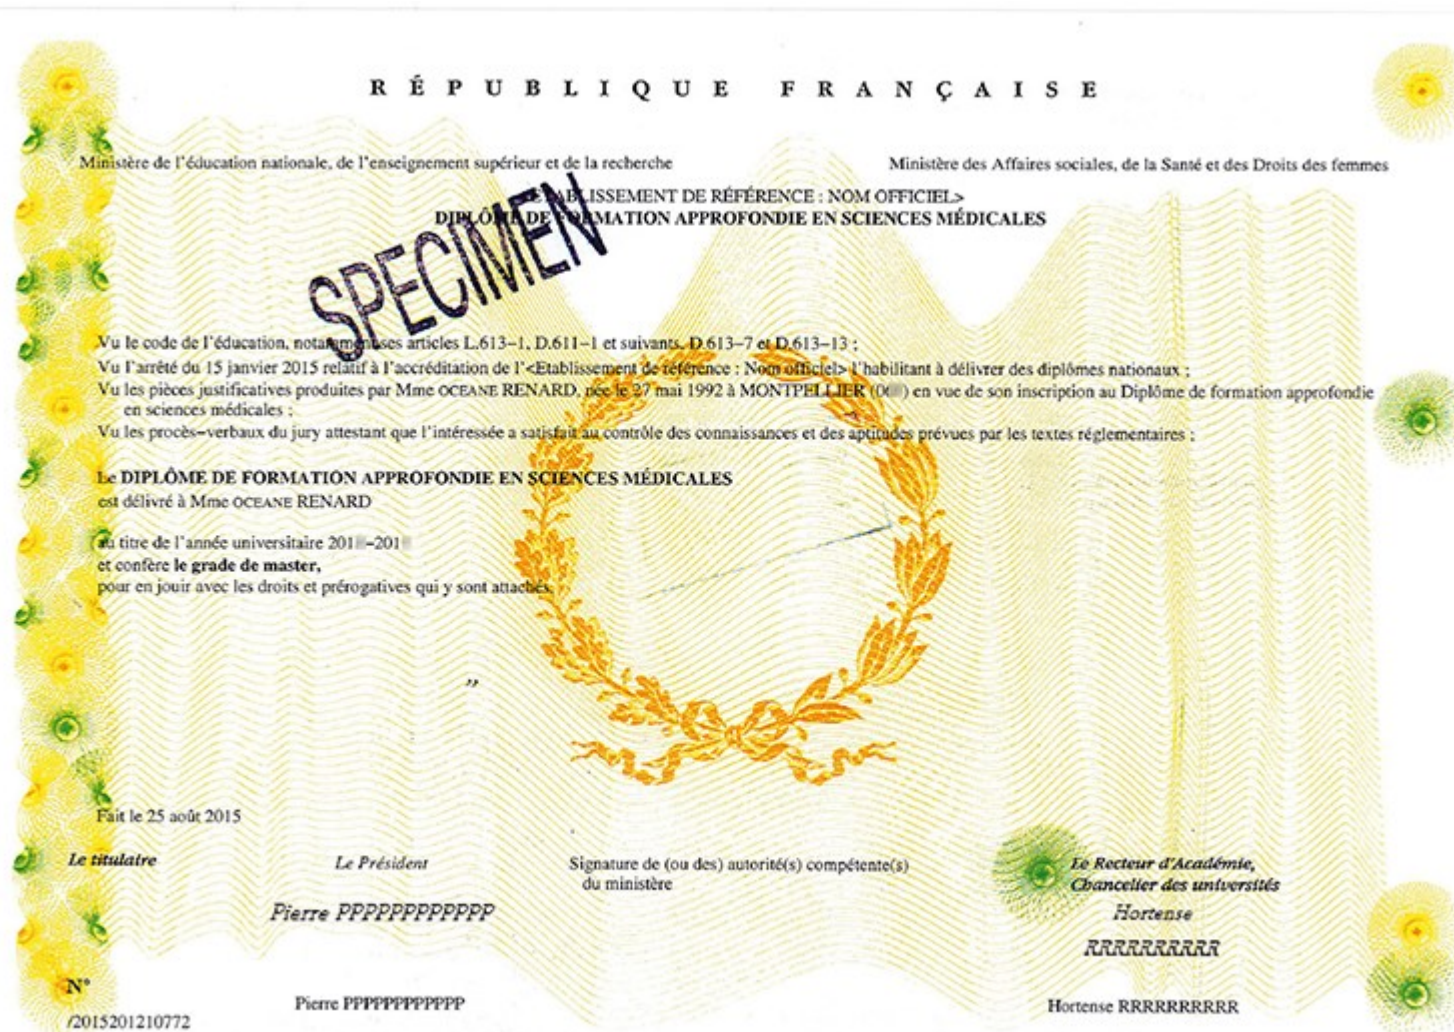 RÉPUBLIQUE FRANÇAISE
Ministère de l'éducation nationale, de l'enseignement supérieur et de la recherche
Ministère des Affaires sociales, de la Santé et des Droits des femmes
ÉTABLISSEMENT DE RÉFÉRENCE : NOM OFFICIEL>
DIPLÔME DE FORMATION APPROFONDIE EN SCIENCES MÉDICALES
SPECIMEN
Vu le code de l'éducation, notamment ses articles L.613-1, D.611-1 et suivants, D.613-7 et D.613-13 ;
Vu l'arrêté du 15 janvier 2015 relatif à l'accréditation de l'<Etablissement de référence : Nom officiel> l'habilitant à délivrer des diplômes nationaux ;
Vu les pièces justificatives produites par Mme OCEANE RENARD, née le 27 mai 1992 à MONTPELLIER (0 ) en vue de son inscription au Diplôme de formation approfondie
en sciences médicales ;
Vu les procès-verbaux du jury attestant que l'intéressée a satisfait au contrôle des connaissances et des aptitudes prévues par les textes réglementaires ;
Le DIPLÔME DE FORMATION APPROFONDIE EN SCIENCES MÉDICALES
est délivré à Mme OCEANE RENARD
au titre de l'année universitaire 201 -201
et confère le grade de master,
pour en jouir avec les droits et prérogatives qui y sont attachés.
,,
Fait le 25 août 2015
Le titulaire
Le Président
Signature de (ou des) autorité(s) compétente(s)
du ministère
Le Recteur d'Académie,
Chancelier des universités
Pierre PPPPPPPPPPPPP
Hortense
RRRRRRRRRR
N°
/2015201210772
Pierre PPPPPPPPPPPPP
Hortense RRRRRRRRRR